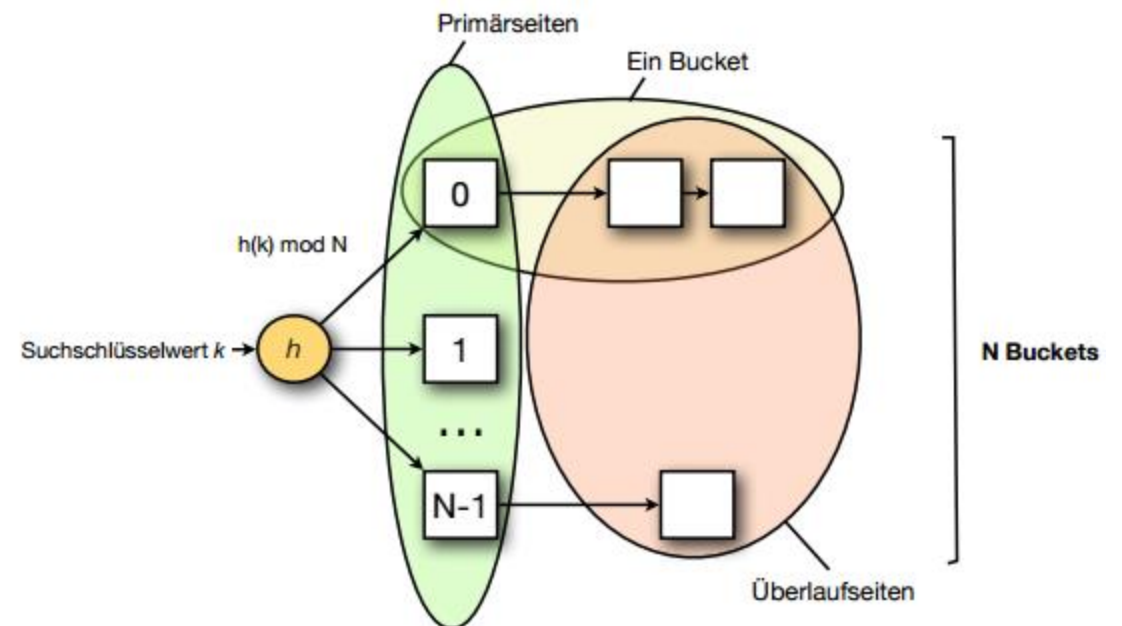 Primärseiten
Ein Bucket
0
h(k) mod N
Suchschlüsselwert k
h
1
N Buckets
...
N-1
Überlaufseiten